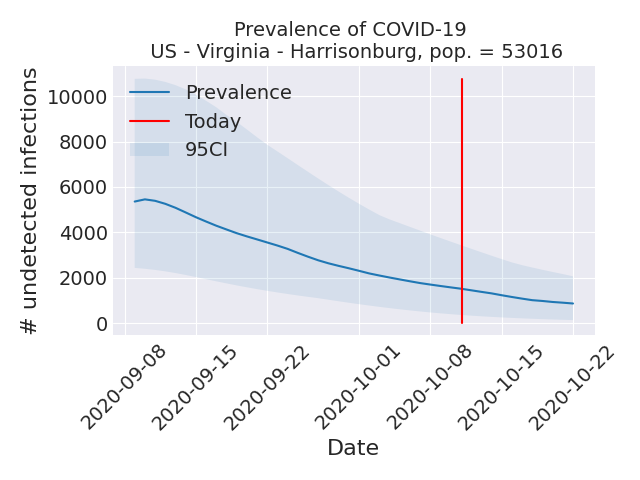 Prevalence of COVID-19
US - Virginia - Harrisonburg, pop. = 53016
# undetected infections
10000
8000
6000
4000
2000
0
Prevalence
Today
95CI
2020-09-08
2020-09-15
2020-09-22
2020-10-01
2020-10-08
2020-10-15
2020-10-22
Date